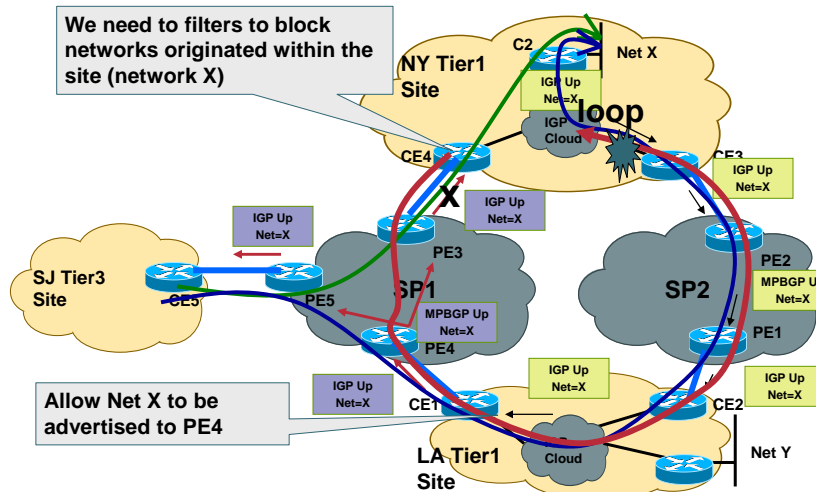 We need to filters to block
networks originated within the
site (network X)
C2
Net X
NY Tier1
Site
IGP Up
Net=X
loop
IGP
Cloud
CE4
CE3
IGP Up
Net=X
X
IGP Up
Net=X
IGP Up
Net=X
PE3
PE2
SJ Tier3
Site
CE5
PE5
SP1
SP2
MPBGP Up
Net=X
MPBGP Up
Net=X
PE4
PE1
IGP Up
Net=X
IGP Up
Net=X
IGP Up
Net=X
Allow Net X to be
advertised to PE4
CE1
CE2
Cloud
LA Tier1
Site
Net Y